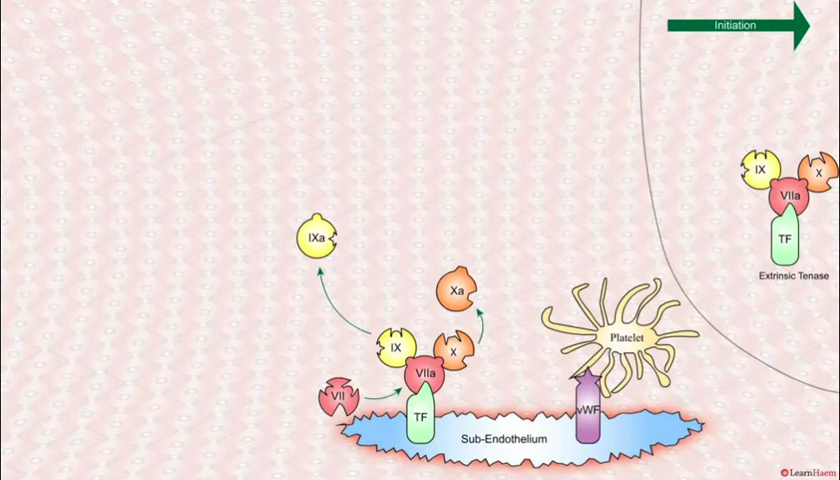 Initiation
IX
X
VIIa
TF
Extrinsic Tenase
IXa
Xa
Platelet
IX
X
VIIa
VII
TF
vWF
Sub-Endothelium
LearnHaem